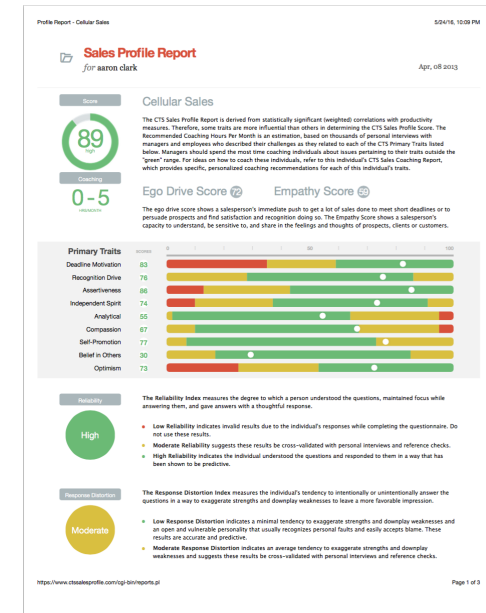 Profile Report - Cellular Sales
5/24/16, 10:09 PM
Sales Profile Report
for aaron clark
Apr, 08 2013
Score
89
High
Coaching
0-5
HRS/MONTH
Cellular Sales
The CTS Sales Profile Report is derived from statistically significant (weighted) correlations with productivity
measures. Therefore, some traits are more influential than others in determining the CTS Sales Profile Score. The
Recommended Coaching Hours Per Month is an estimation, based on thousands of personal interviews with
managers and employees who described their challenges as they related to each of the CTS Primary Traits listed
below. Managers should spend the most time coaching individuals about issues pertaining to their traits outside the
"green" range. For ideas on how to coach these individuals, refer to this individual's CTS Sales Coaching Report,
which provides specific, personalized coaching recommendations for each of this individual's traits.
Ego Drive Score 72 Empathy Score 59
The ego drive score shows a salesperson's immediate push to get a lot of sales done to meet short deadlines or to
persuade prospects and find satisfaction and recognition doing so. The Empathy Score shows a salesperson's
capacity to understand, be sensitive to, and share in the feelings and thoughts of prospects, clients or customers.
Primary Traits SCORES 0 50 100
Deadline Motivation 83
Recognition Drive 76
Assertiveness 86
Independent Spirit 74
Analytical 55
Compassion 67
Self-Promotion 77
Belief in Others 30
Optimism 73
Reliability
High
The Reliability Index measures the degree to which a person understood the questions, maintained focus while
answering them, and gave answers with a thoughtful response.
Low Reliability indicates invalid results due to the individual's responses while completing the questionnaire. Do
not use these results.
Moderate Reliability suggests these results be cross-validated with personal interviews and reference checks.
High Reliability indicates the individual understood the questions and responded to them in a way that has
been shown to be predictive.
Response Distortion
Moderate
The Response Distortion Index measures the individual's tendency to intentionally or unintentionally answer the
questions in a way to exaggerate strengths and downplay weaknesses to leave a more favorable impression.
Low Response Distortion indicates a minimal tendency to exaggerate strengths and downplay weaknesses and
an open and vulnerable personality that usually recognizes personal faults and easily accepts blame. These
results are accurate and predictive.
Moderate Response Distortion indicates an average tendency to exaggerate strengths and downplay
weaknesses and suggests these results be cross-validated with personal interviews and reference checks.
https://www.ctssalesprofile.com/cgi-bin/reports.pl
Page 1 of 3